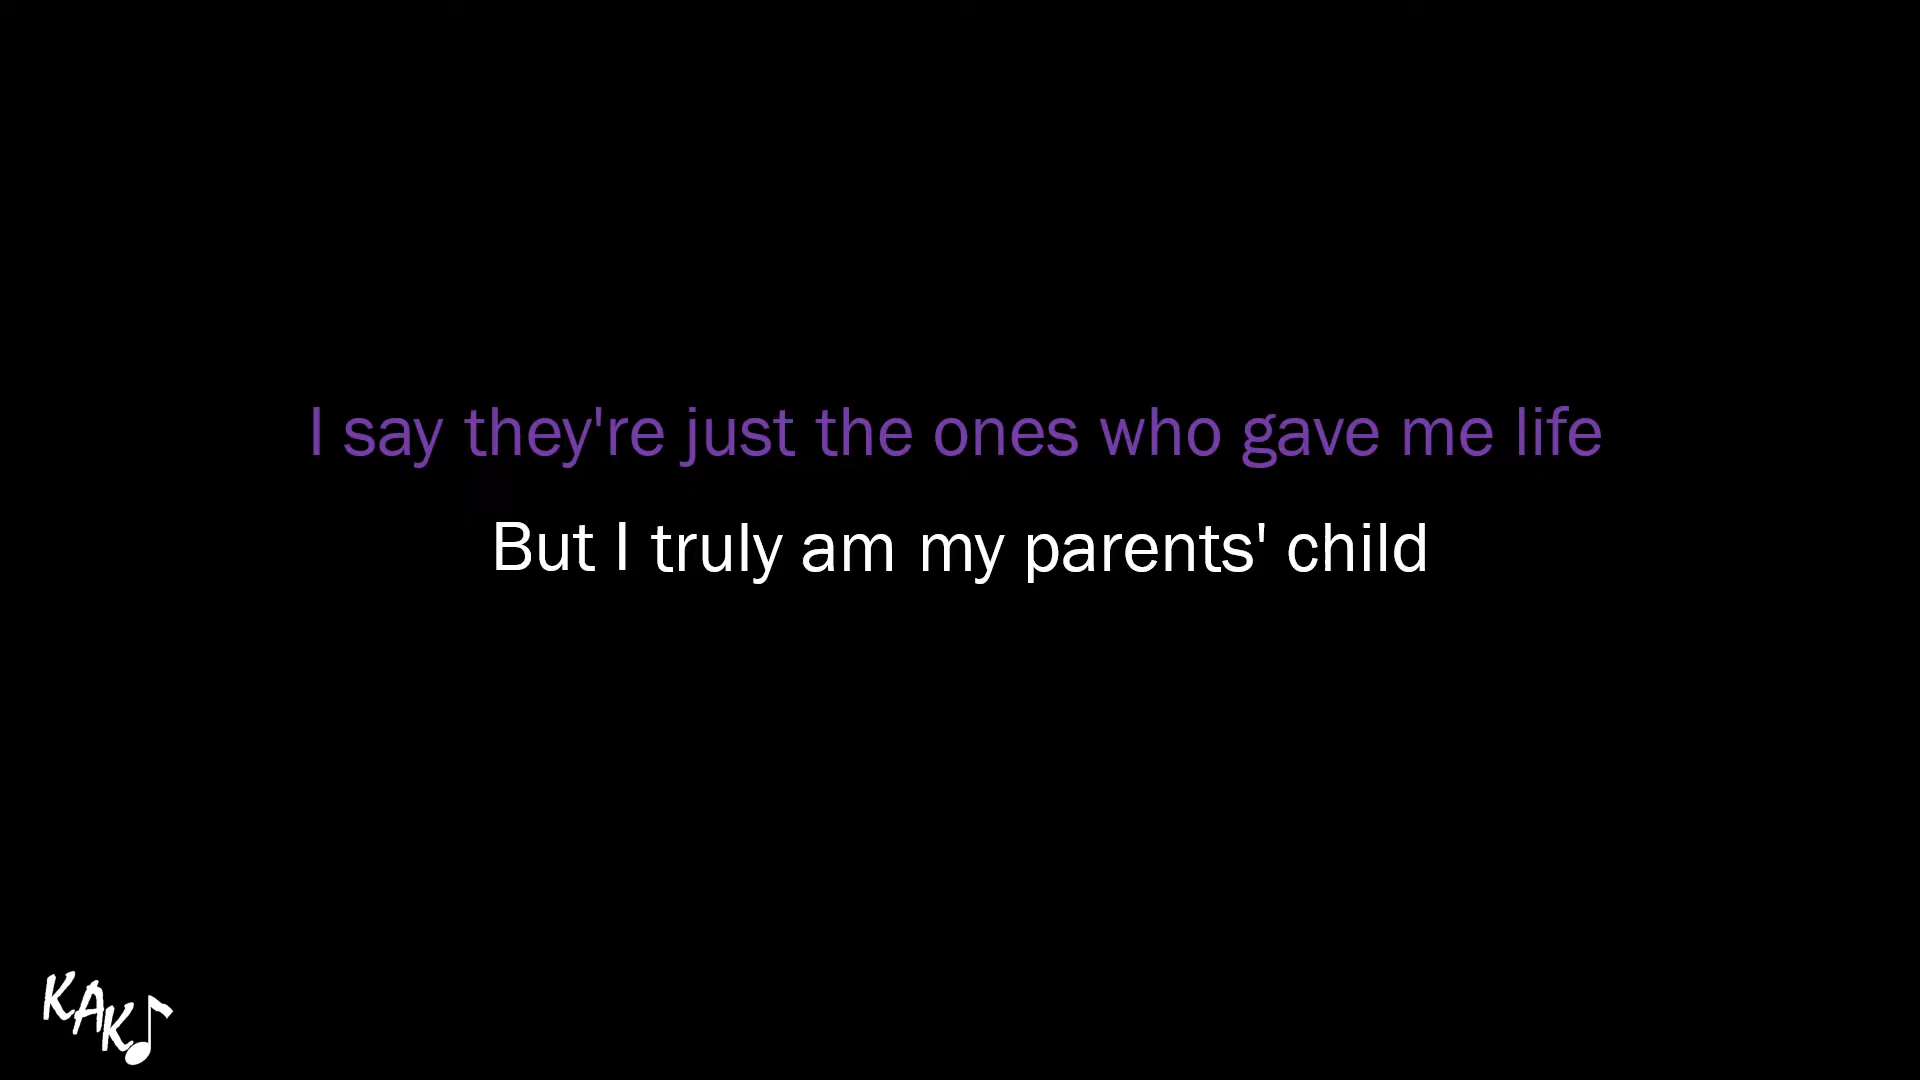 I say they're just the ones who gave me life
But I truly am my parents' child
KAK